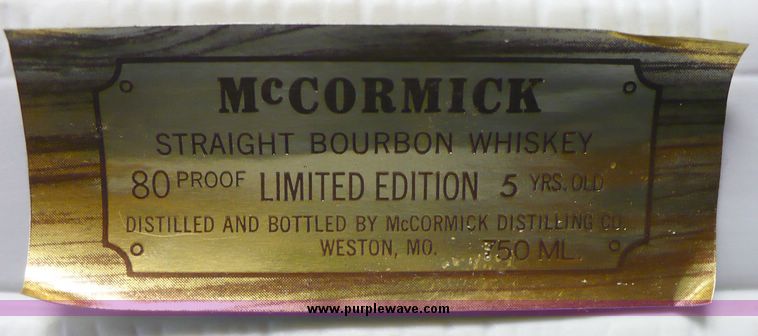 McCORMICK
STRAIGHT BOURBON WHISKEY
80 PROOF LIMITED EDITION 5 YRS. OLD
DISTILLED AND BOTTLED BY McCORMICK DISTILLING CO.
WESTON, MO. 750 ML.
www.purplewave.com